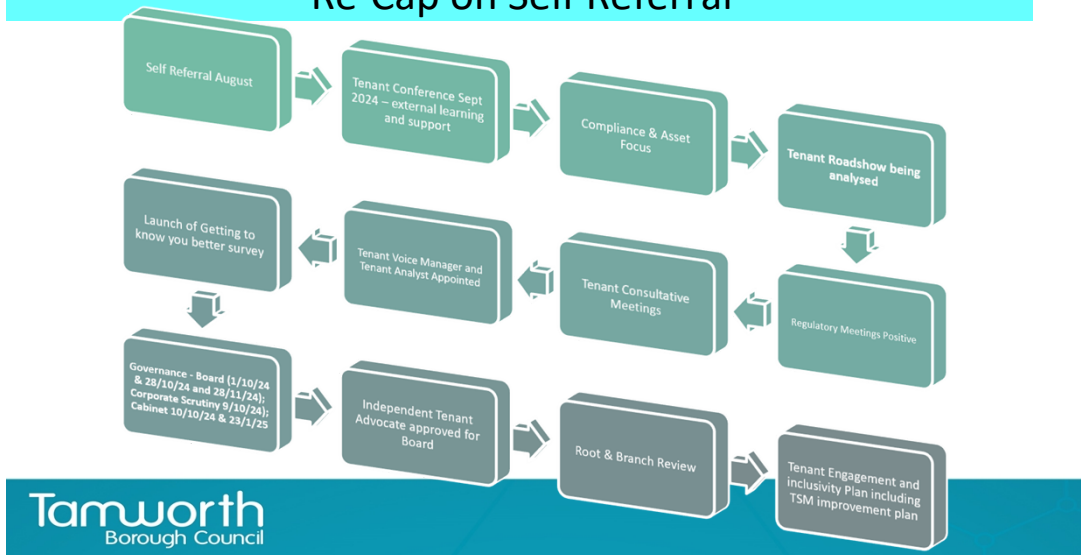 Re-Cap on Self Referral
Self Referral August
Tenant Conference Sept
2024 – external learning
and support
Compliance & Asset
Focus
Tenant Roadshow being
analysed
Regulatory Meetings Positive
Tenant Consultative
Meetings
Tenant Voice Manager and
Tenant Analyst Appointed
Launch of Getting to
know you better survey
Governance - Board (1/10/24
& 28/10/24 and 28/11/24);
Corporate Scrutiny 9/10/24);
Cabinet 10/10/24 & 23/1/25
Independent Tenant
Advocate approved for
Board
Root & Branch Review
Tenant Engagement and
inclusivity Plan including
TSM improvement plan
Tamworth
Borough Council